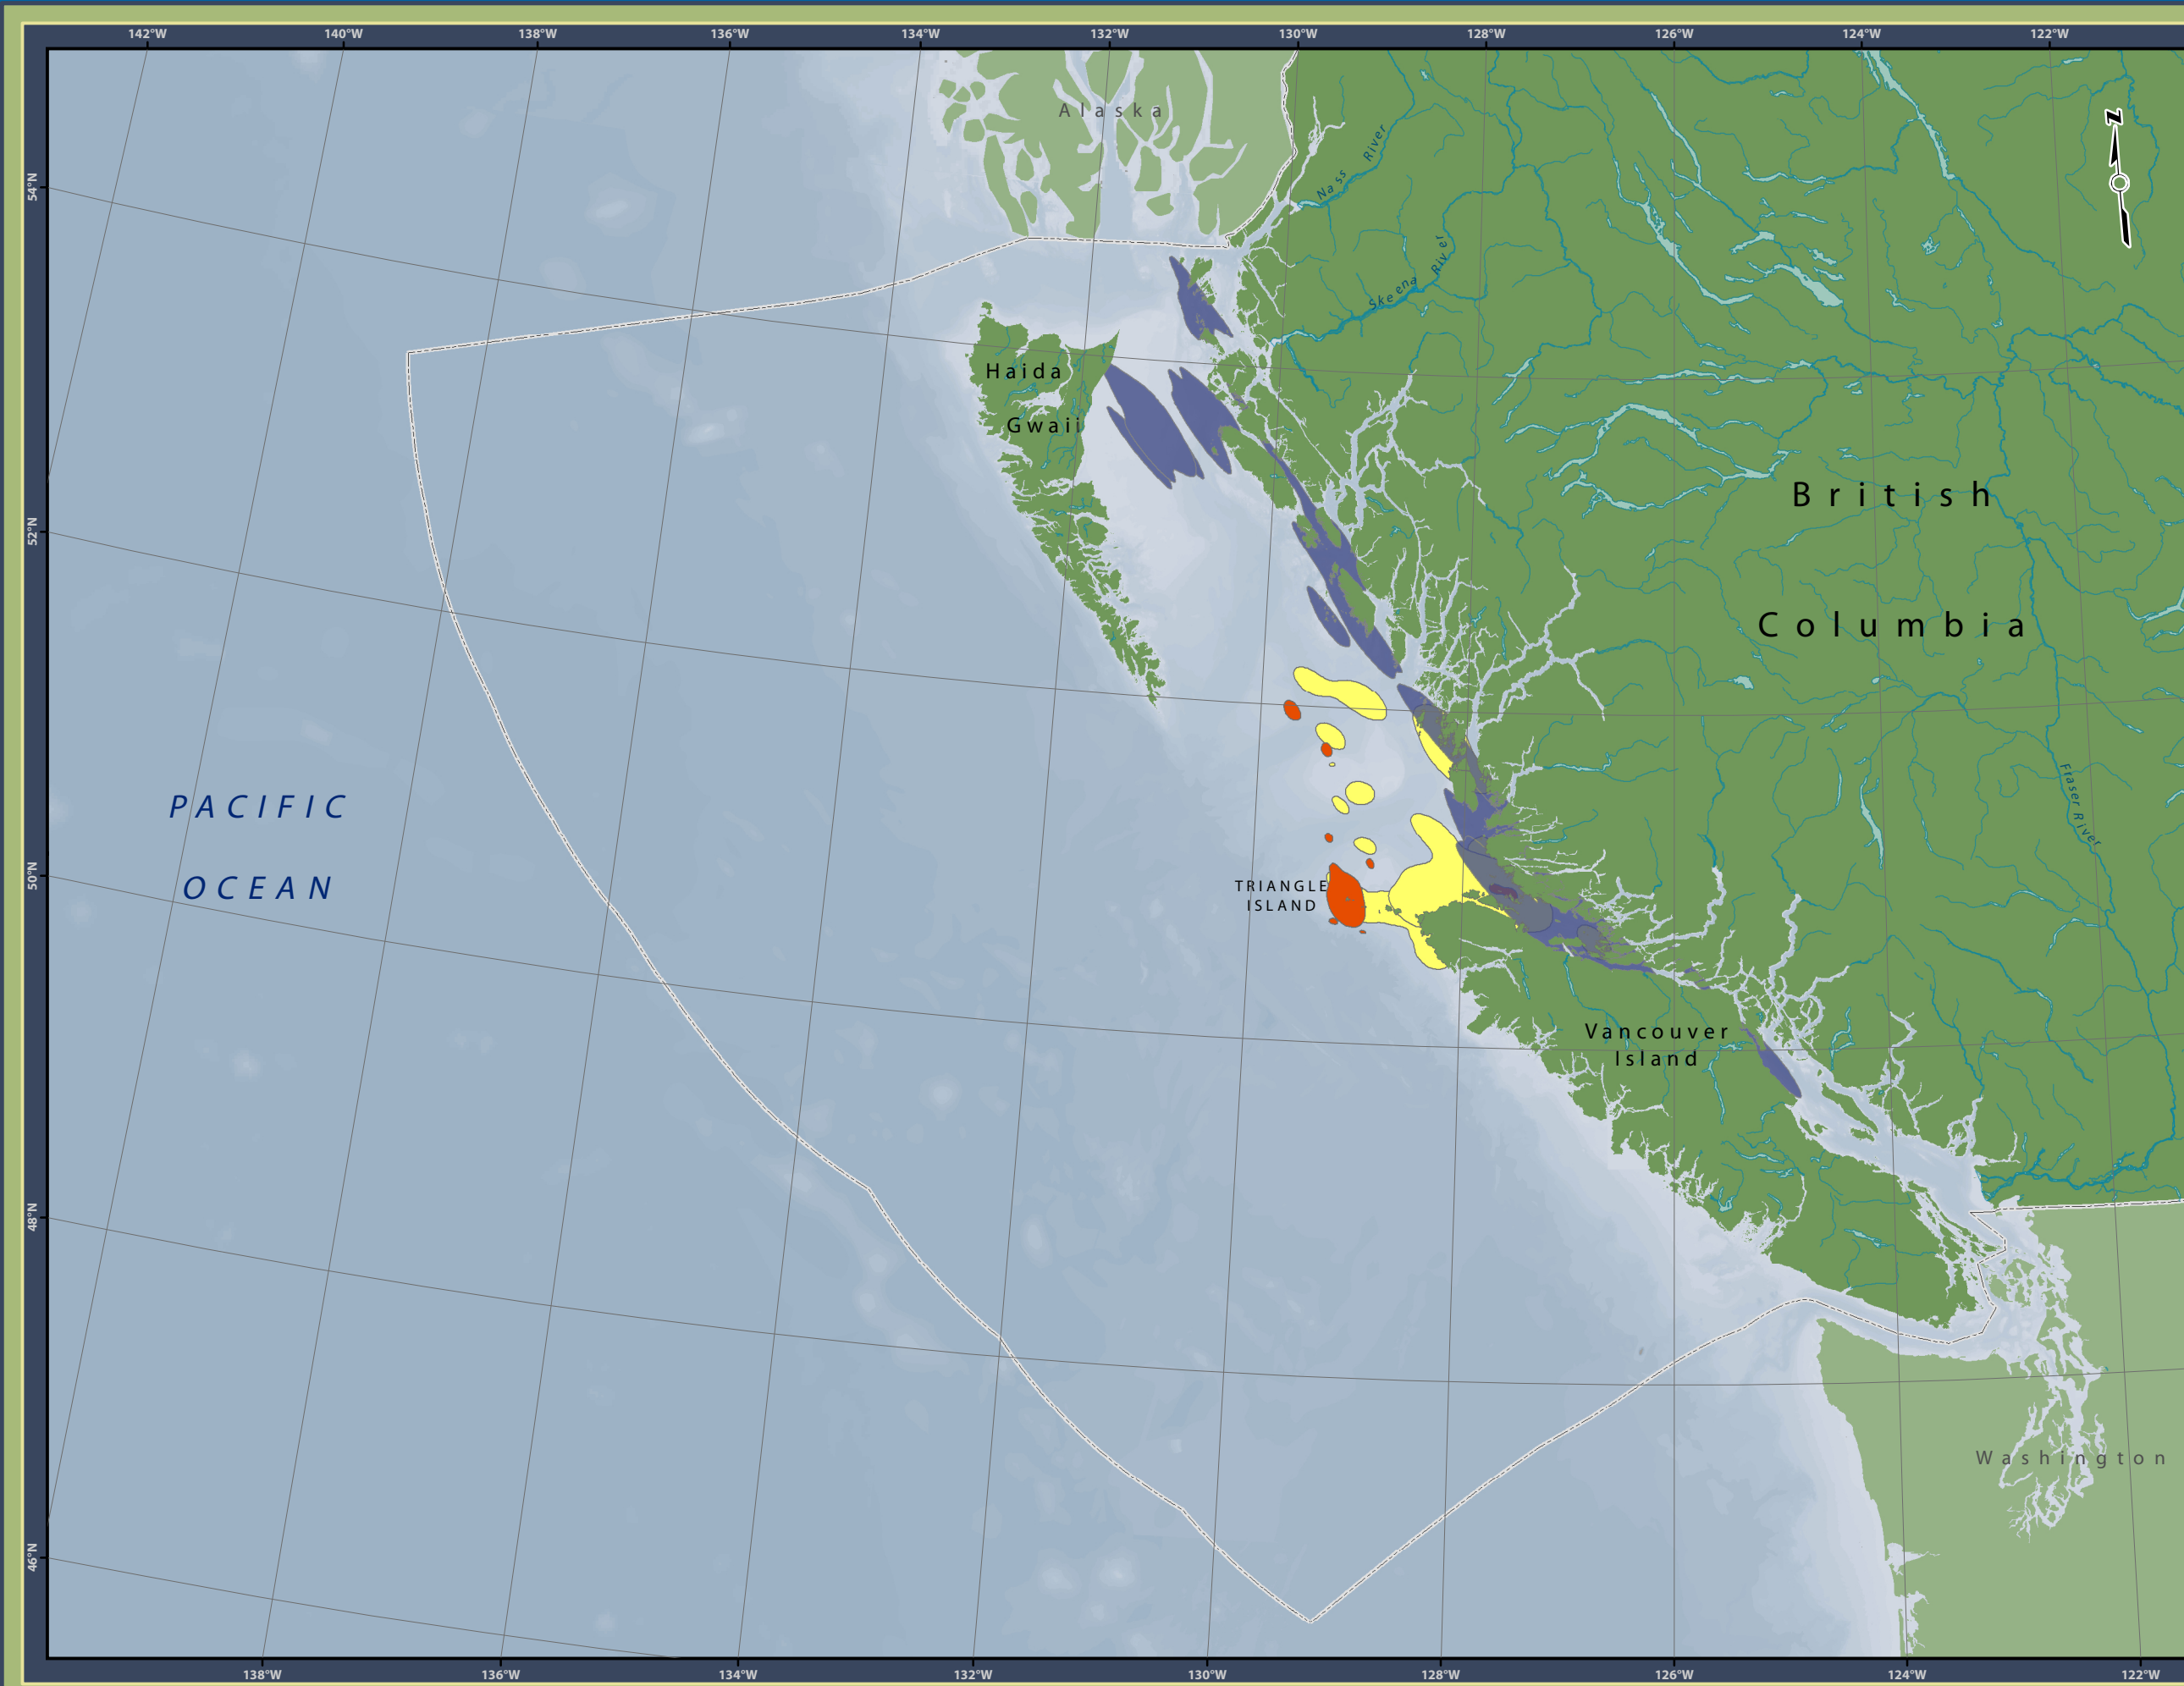 142°W 140°W 138°W 136°W 134°W 132°W 130°W 128°W 126°W 124°W 122°W
Alaska
Nass River
54°N
Skeena River
Haida
Gwaii
British
52°N
Columbia
Fraser River
PACIFIC
50°N
OCEAN
TRIANGLE
ISLAND
Vancouver
Island
48°N
Washington
46°N
138°W 136°W 134°W 132°W 130°W 128°W 126°W 124°W 122°W
N